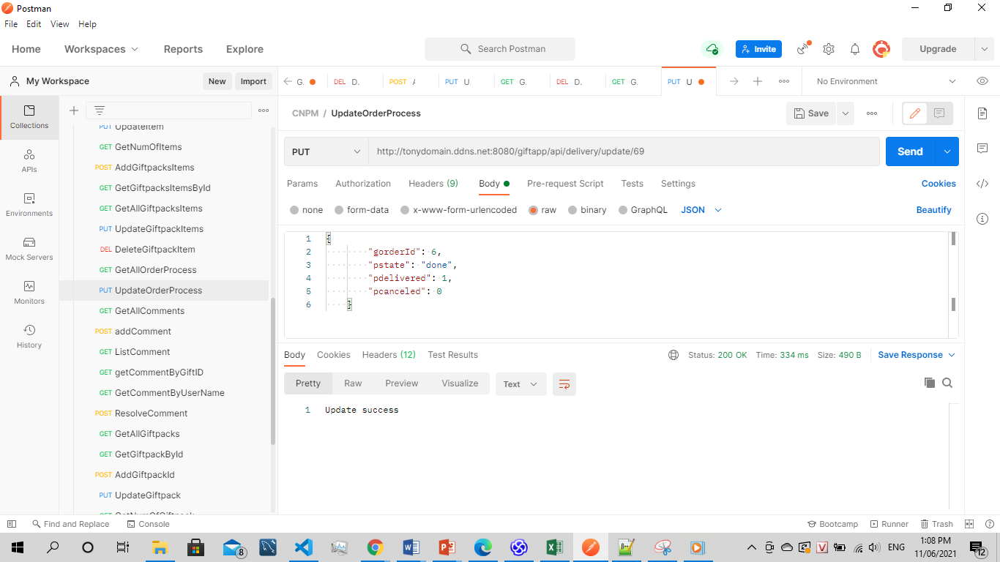 Postman
File Edit View Help
Home Workspaces Reports Explore Search Postman Invite Upgrade
My Workspace New Import
G. DEL D. POST PUT U. GET G. DEL D. GET G. PUT U No Environment
Collections
APIs
Environments
Mock Servers
Monitors
History
PUT UpdateItem
GET GetNumOfItems
POST AddGiftpacksItems
GET GetGiftpacksItemsById
GET GetAllGiftpacksItems
PUT UpdateGiftpackItems
DEL DeleteGiftpackItem
GET GetAllOrderProcess
PUT UpdateOrderProcess
GET GetAllComments
POST addComment
GET ListComment
GET getCommentByGiftID
GET GetCommentByUserName
POST ResolveComment
GET GetAllGiftpacks
GET GetGiftpackById
POST AddGiftpackId
PUT UpdateGiftpack
GET GetNumOfGiftpack
CNPM / UpdateOrderProcess Save
PUT http://tonydomain.ddns.net:8080/giftapp/api/delivery/update/69 Send
Params Authorization Headers (9) Body Pre-request Script Tests Settings Cookies
none form-data x-www-form-urlencoded raw binary GraphQL JSON Beautify
1 {
2 "gorderId": 6,
3 "pstate": "done",
4 "pdelivered": 1,
5 "pcanceled": 0
6 }
Body Cookies Headers (12) Test Results Status: 200 OK Time: 334 ms Size: 490 B Save Response
Pretty Raw Preview Visualize Text
1 Update success
Find and Replace Console Bootcamp Runner Trash
8 ENG 1:08 PM
11/06/2021 12